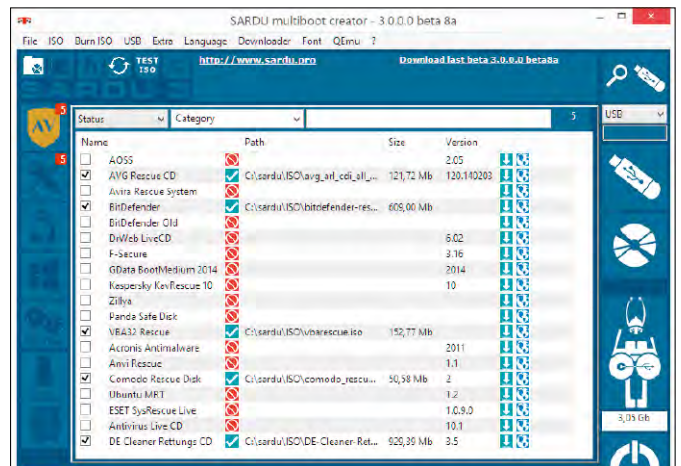 SARDU multiboot creator - 3.0.0.0 beta 8a
File ISO Burn ISO USB Extra Language Downloader Font QEmu ?
TEST ISO http://www.sardu.pro Download last beta 3.0.0.0 beta8a
AV 5 Status Category 5 USB
5 Name Path Size Version
AOSS 2.05
AVG Rescue CD C:\sardu\ISO\avg_arl_cdi_all_... 121,72 Mb 120.140203
Avira Rescue System
BitDefender C:\sardu\ISO\bitdefender-res... 609,00 Mb
BitDefender Old
DrWeb LiveCD 6.02
F-Secure 3.16
GData BootMedium 2014 2014
Kaspersky KavRescue 10 10
Zillya
Panda Safe Disk
VBA32 Rescue C:\sardu\ISO\vbarescue.iso 152,77 Mb
Acronis Antimalware 2011
Anvi Rescue 1.1
Comodo Rescue Disk C:\sardu\ISO\comodo_rescu... 50,58 Mb 2
Ubuntu MRT 1.2
ESET SysRescue Live 1.0.9.0
Antivirus Live CD 10.1
3,05 Gb
DE Cleaner Rettungs CD C:\sardu\ISO\DE-Cleaner-Ret... 929,39 Mb 3.5